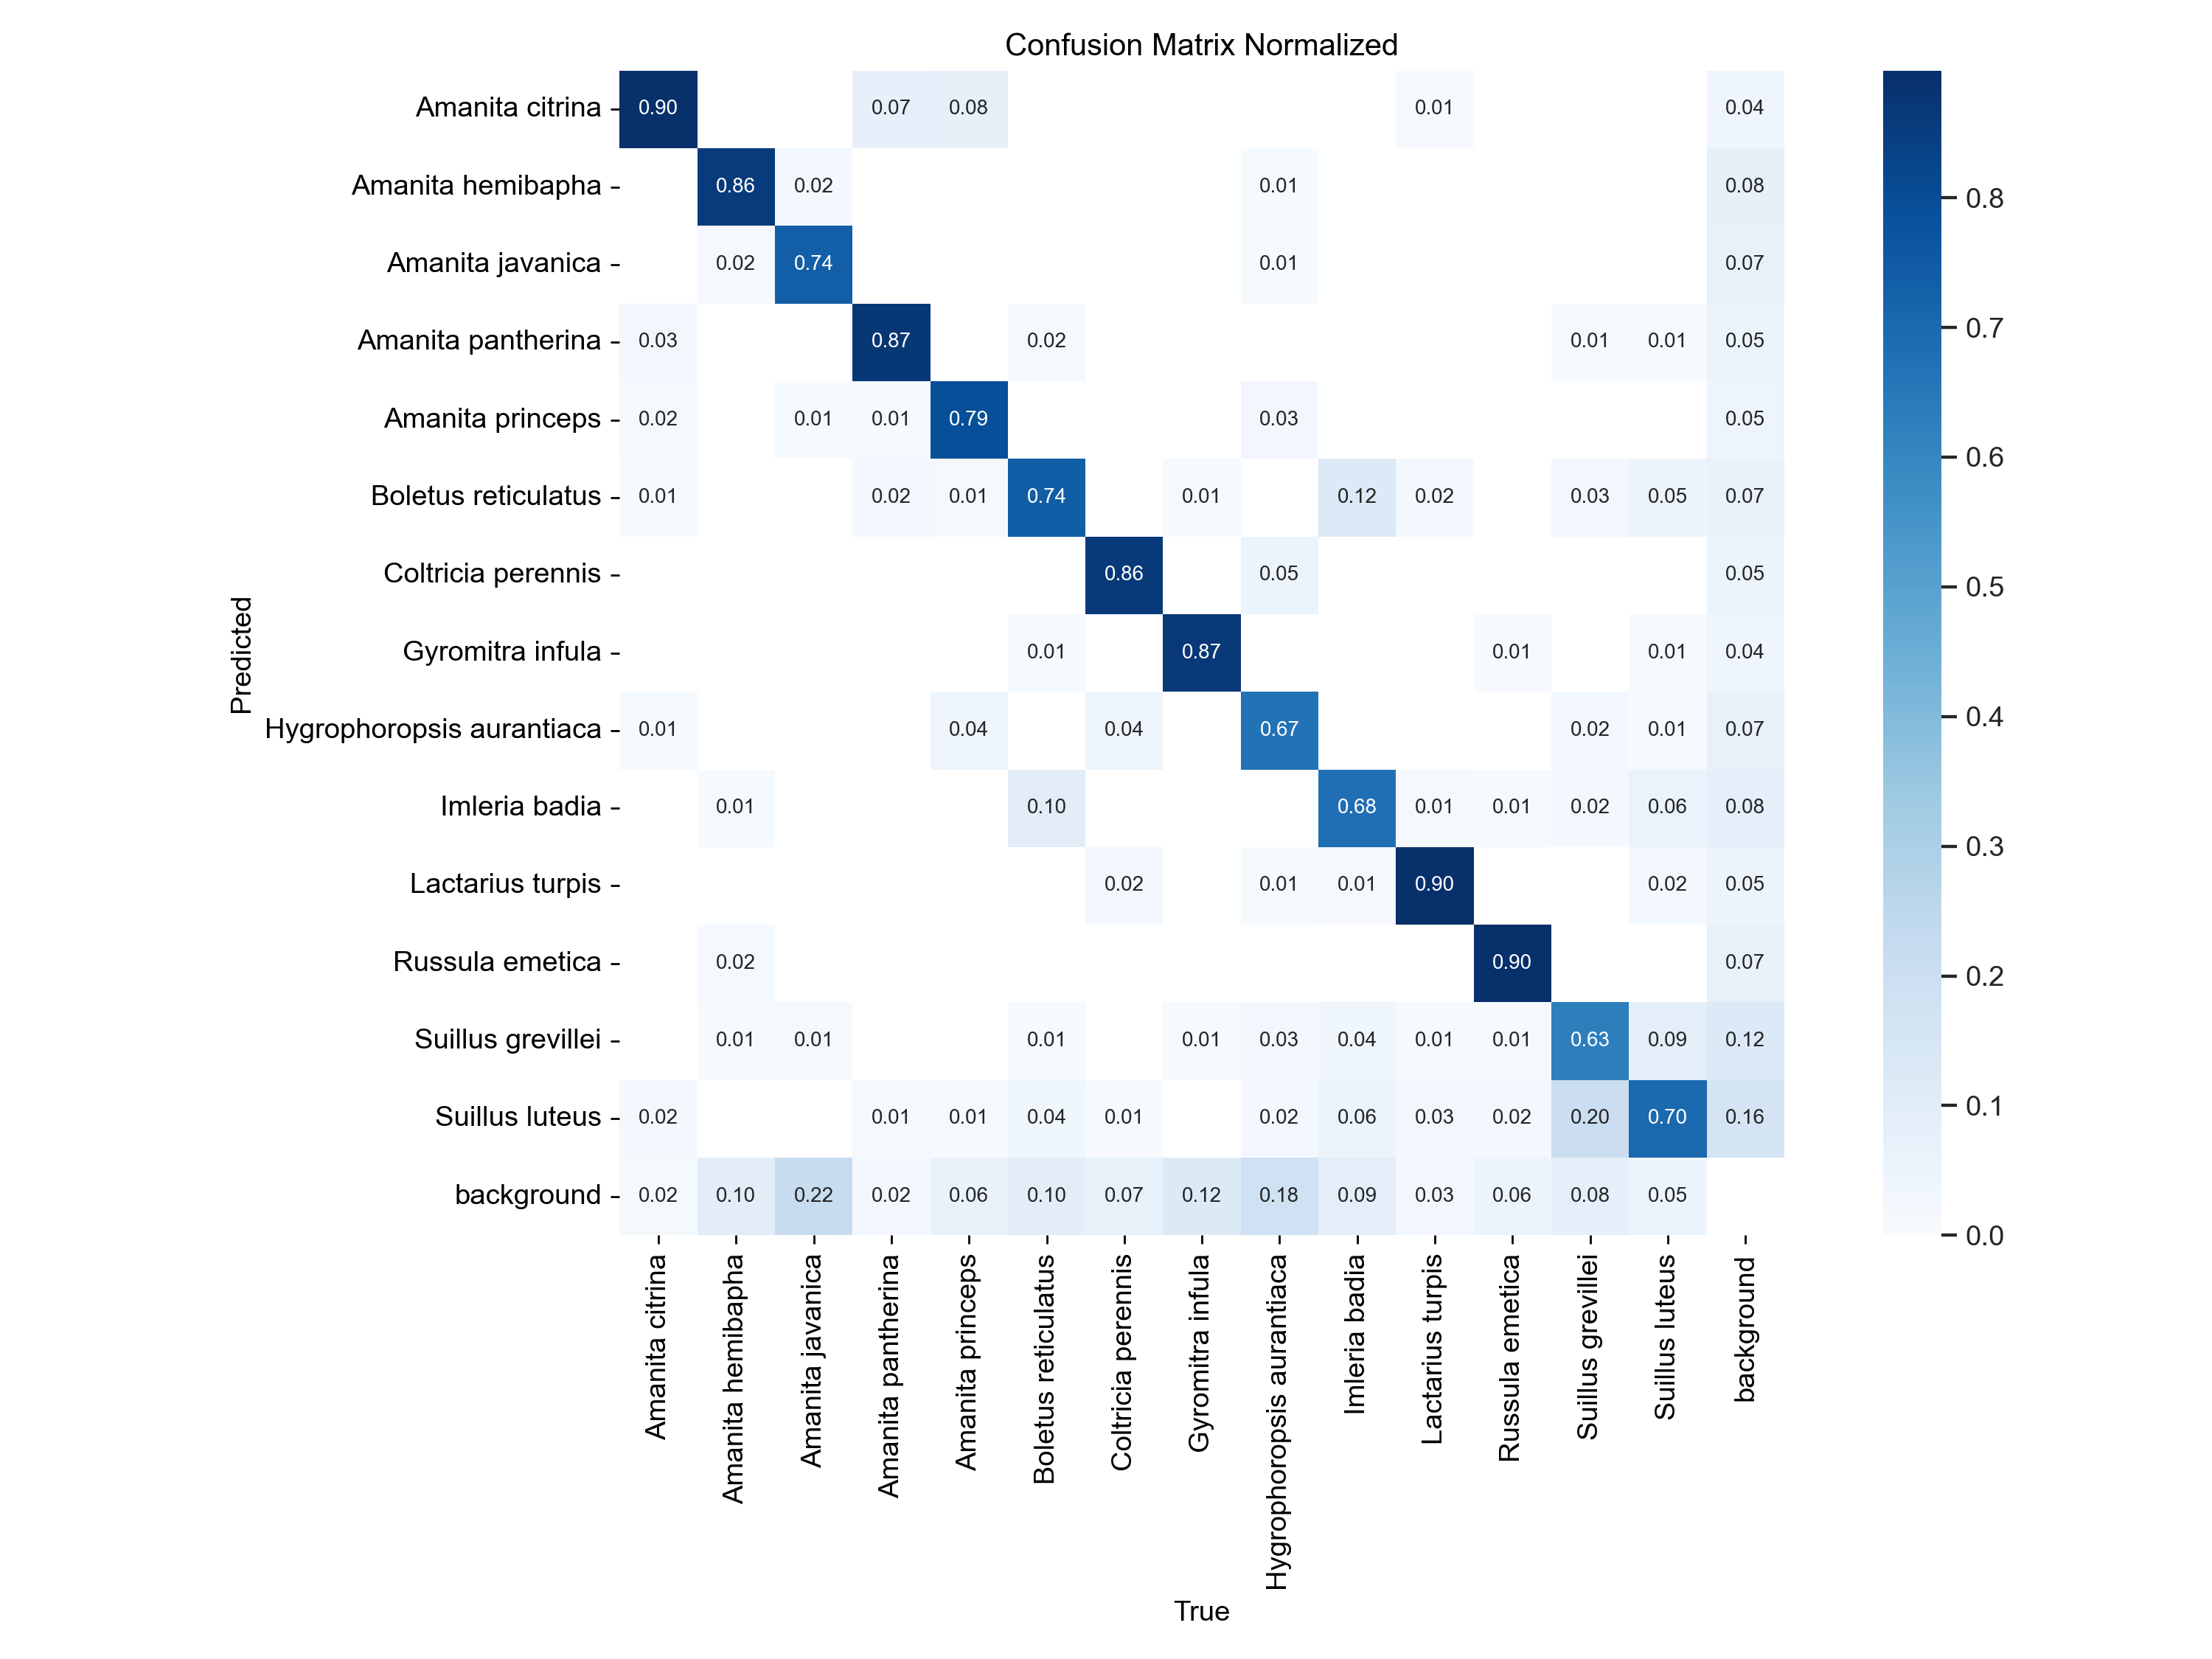 Confusion Matrix Normalized
Amanita citrina 0.90 0.07 0.08 0.01 0.04
Amanita hemibapha 0.86 0.02 0.01 0.08 0.8
Amanita javanica 0.02 0.74 0.01 0.07
Amanita pantherina 0.03 0.87 0.02 0.01 0.01 0.05 0.7
Amanita princeps 0.02 0.01 0.01 0.79 0.03 0.05
0.6
Boletus reticulatus 0.01 0.02 0.01 0.74 0.01 0.12 0.02 0.03 0.05 0.07
Coltricia perennis 0.86 0.05 0.05 0.5
Predicted
Gyromitra infula 0.01 0.87 0.01 0.01 0.04
Hygrophoropsis aurantiaca 0.01 0.04 0.04 0.67 0.02 0.01 0.07 0.4
Imleria badia 0.01 0.10 0.68 0.01 0.01 0.02 0.06 0.08
0.3
Lactarius turpis 0.02 0.01 0.01 0.90 0.02 0.05
Russula emetica 0.02 0.90 0.07 0.2
Suillus grevillei 0.01 0.01 0.01 0.01 0.03 0.04 0.01 0.01 0.63 0.09 0.12
Suillus luteus 0.02 0.01 0.01 0.04 0.01 0.02 0.06 0.03 0.02 0.20 0.70 0.16 0.1
background 0.02 0.10 0.22 0.02 0.06 0.10 0.07 0.12 0.18 0.09 0.03 0.06 0.08 0.05
0.0
Amanita citrina
Amanita hemibapha
Amanita javanica
Amanita pantherina
Amanita princeps
Boletus reticulatus
Coltricia perennis
Gyromitra infula
Hygrophoropsis aurantiaca
Imleria badia
Lactarius turpis
Russula emetica
Suillus grevillei
Suillus luteus
background
True